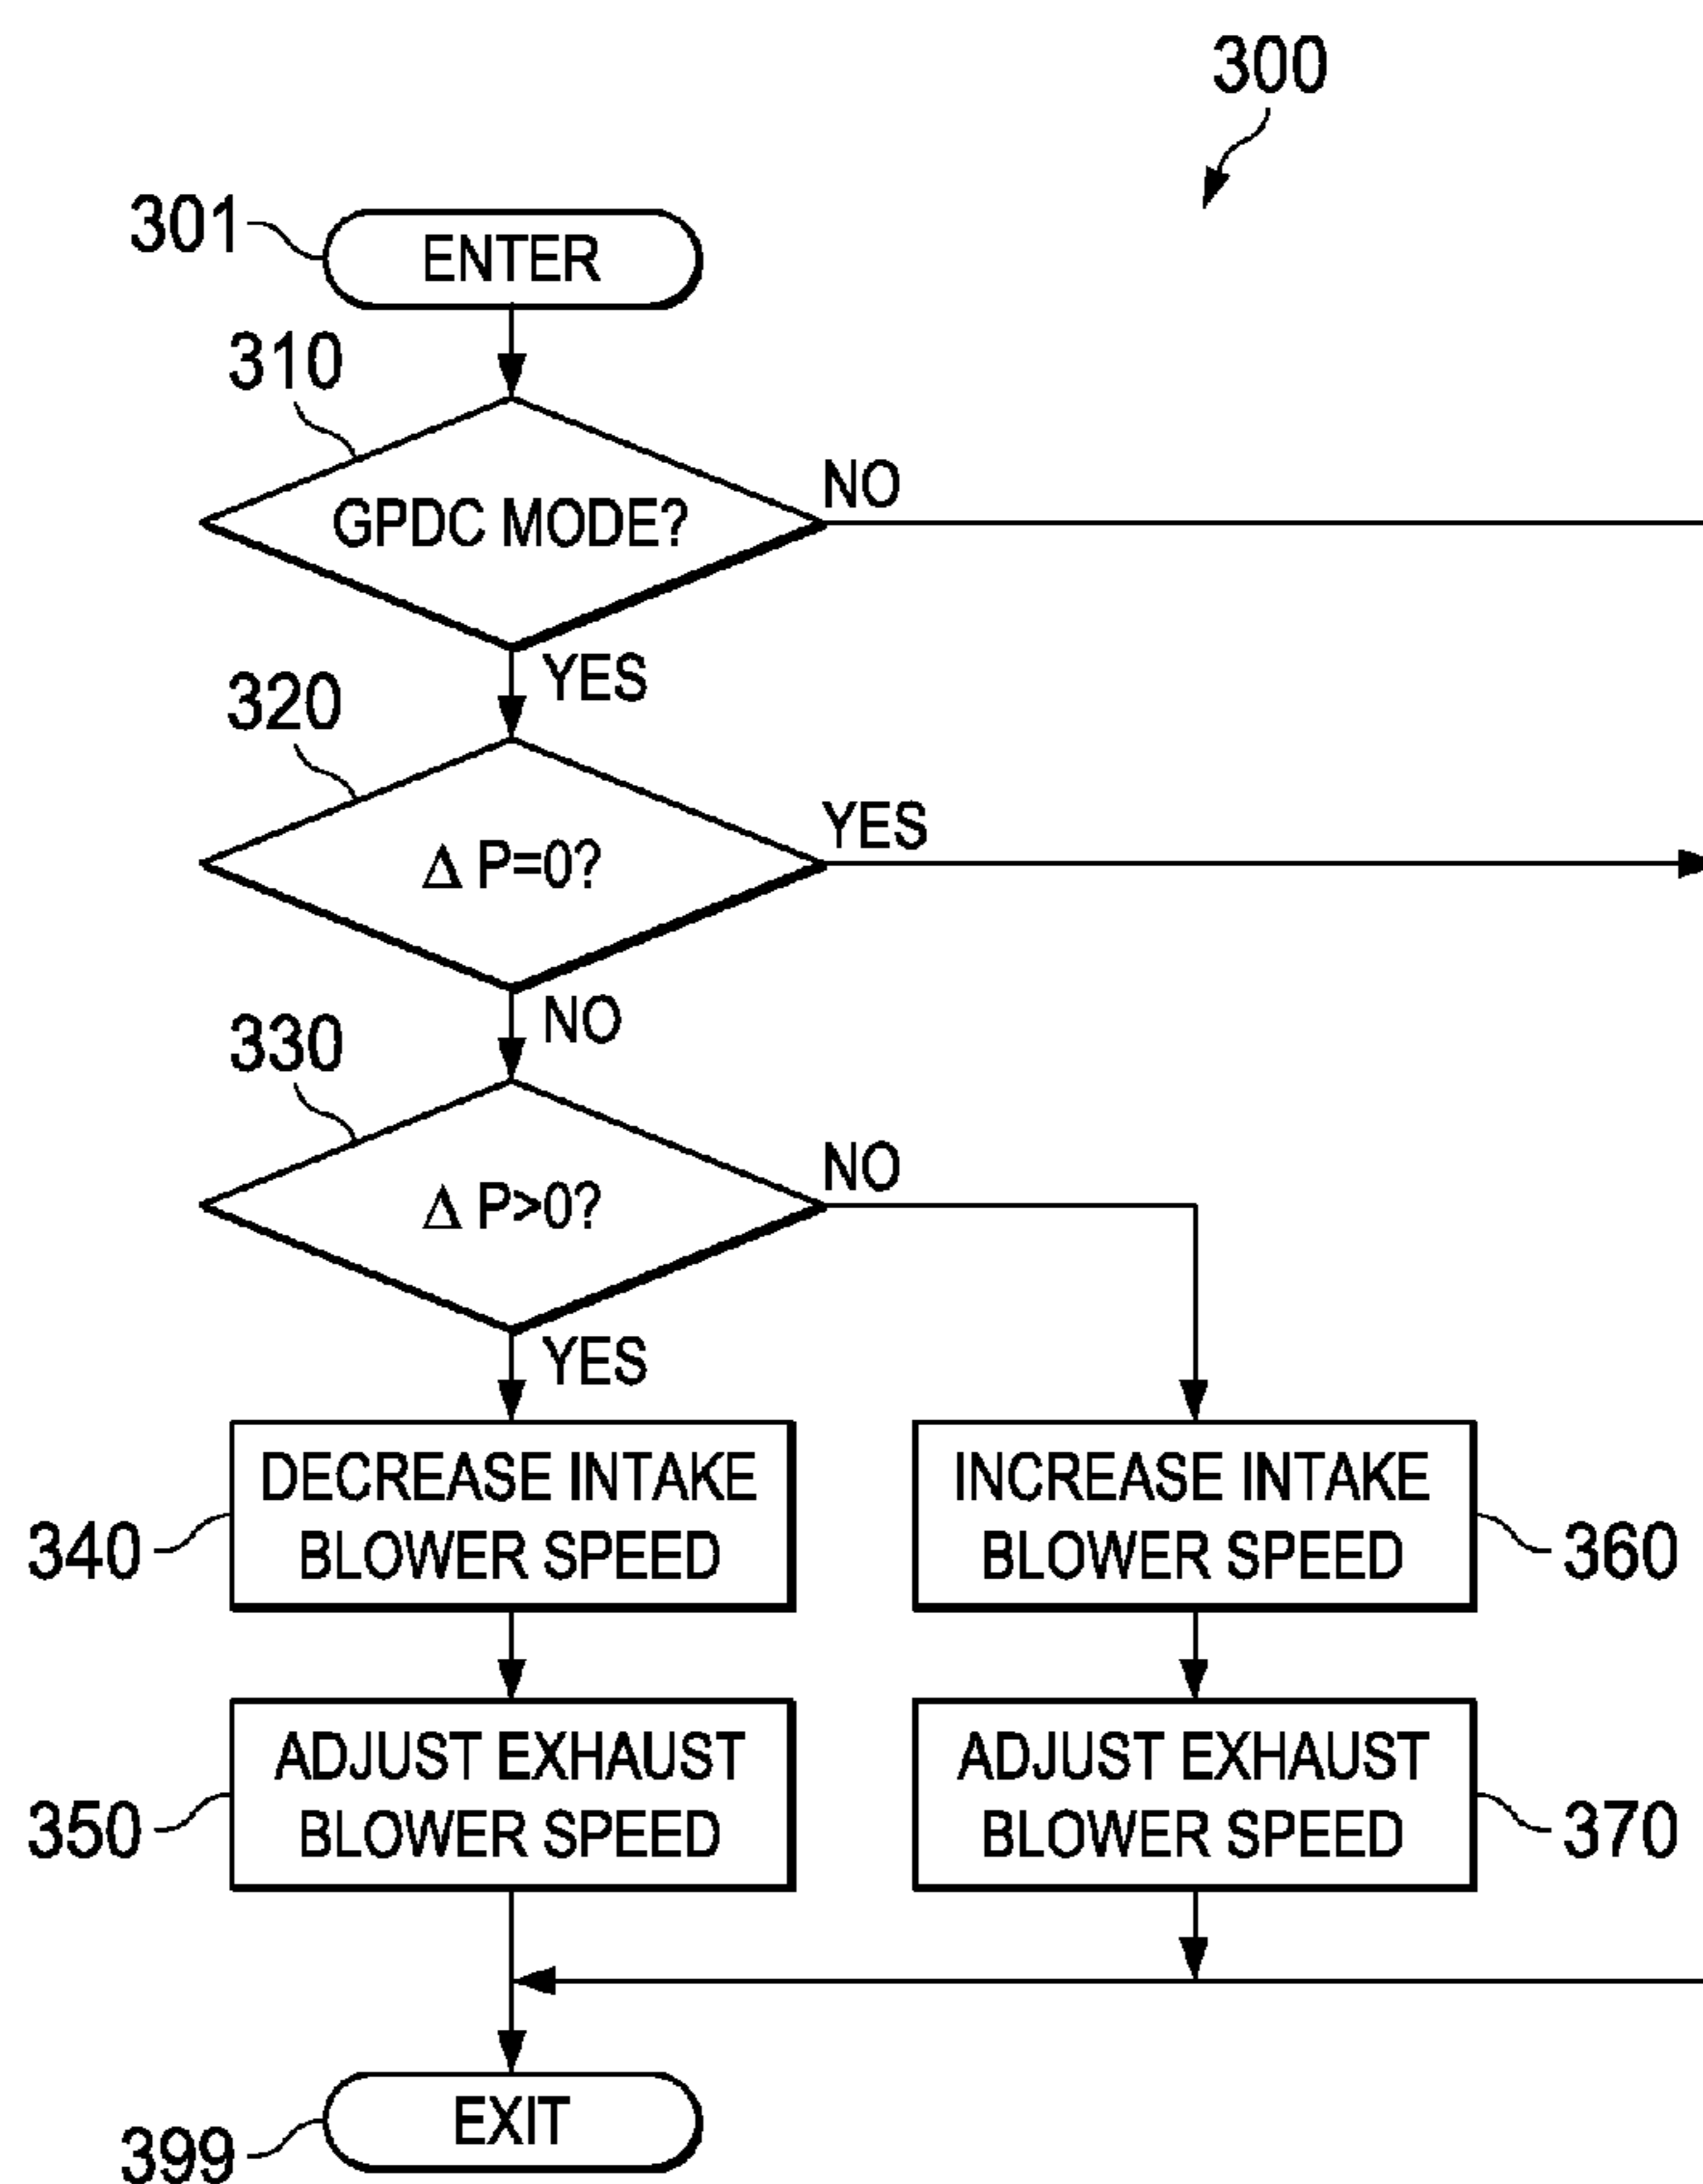 300
301
ENTER
310
GPDC MODE?
NO
YES
320
Δ P=0?
YES
NO
330
Δ P>0?
NO
YES
340
DECREASE INTAKE
BLOWER SPEED
INCREASE INTAKE
BLOWER SPEED
360
350
ADJUST EXHAUST
BLOWER SPEED
ADJUST EXHAUST
BLOWER SPEED
370
399
EXIT